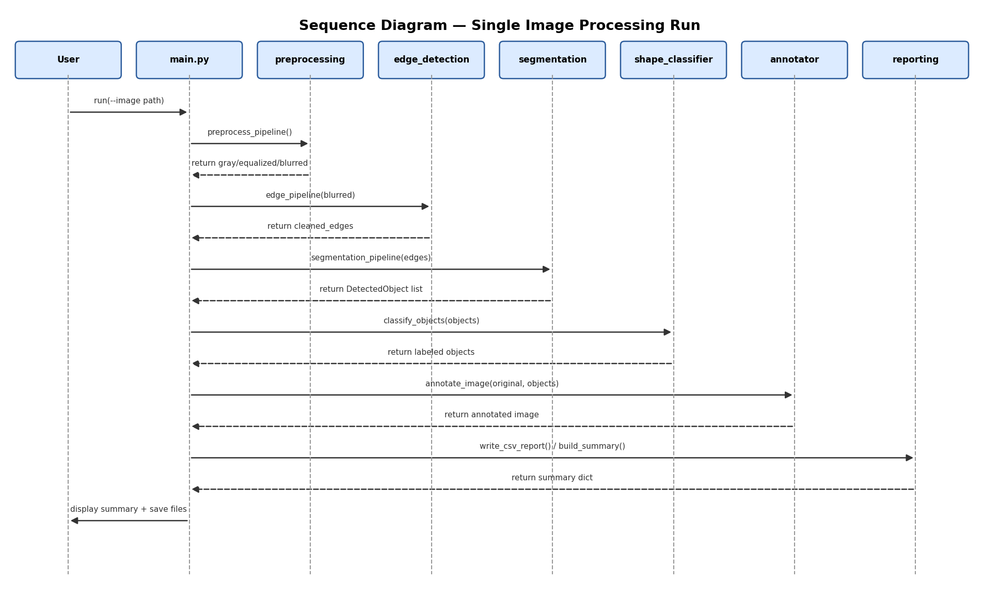 Sequence Diagram — Single Image Processing Run
User
main.py
preprocessing
edge_detection
segmentation
shape_classifier
annotator
reporting
run(--image path)
preprocess_pipeline()
return gray/equalized/blurred
edge_pipeline(blurred)
return cleaned_edges
segmentation_pipeline(edges)
return DetectedObject list
classify_objects(objects)
return labeled objects
annotate_image(original, objects)
return annotated image
write_csv_report() / build_summary()
return summary dict
display summary + save files